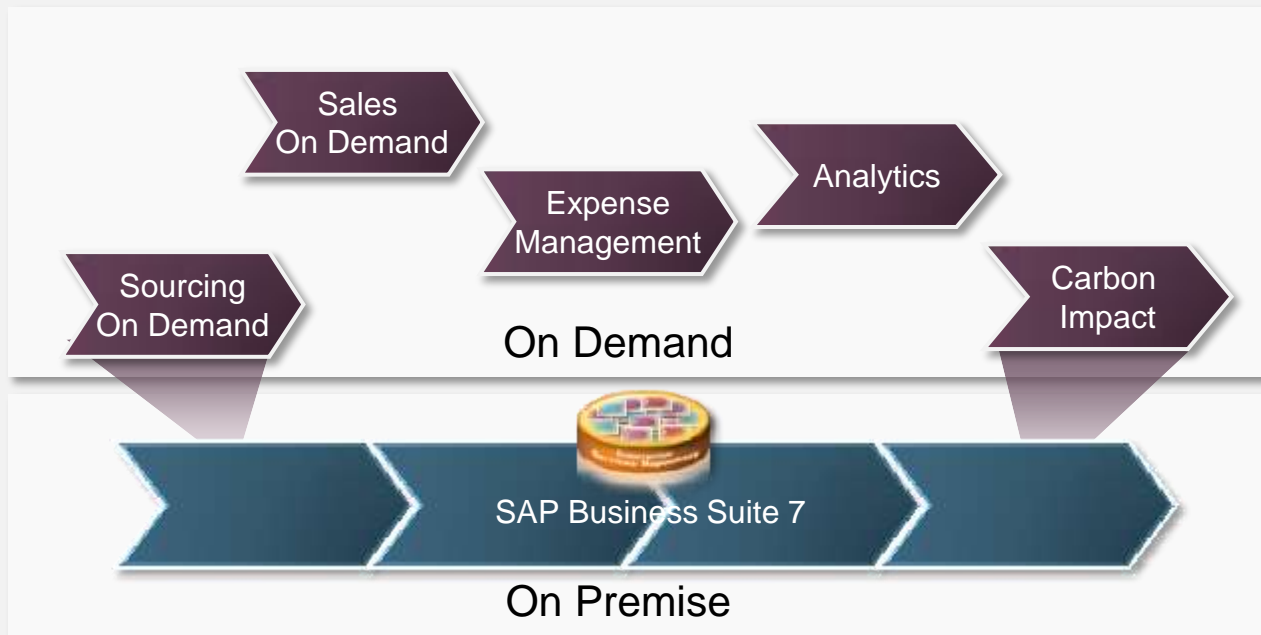 Sales
On Demand
Analytics
Expense
Management
Sourcing
On Demand
Carbon
Impact
On Demand
SAP Business Suite 7
On Premise